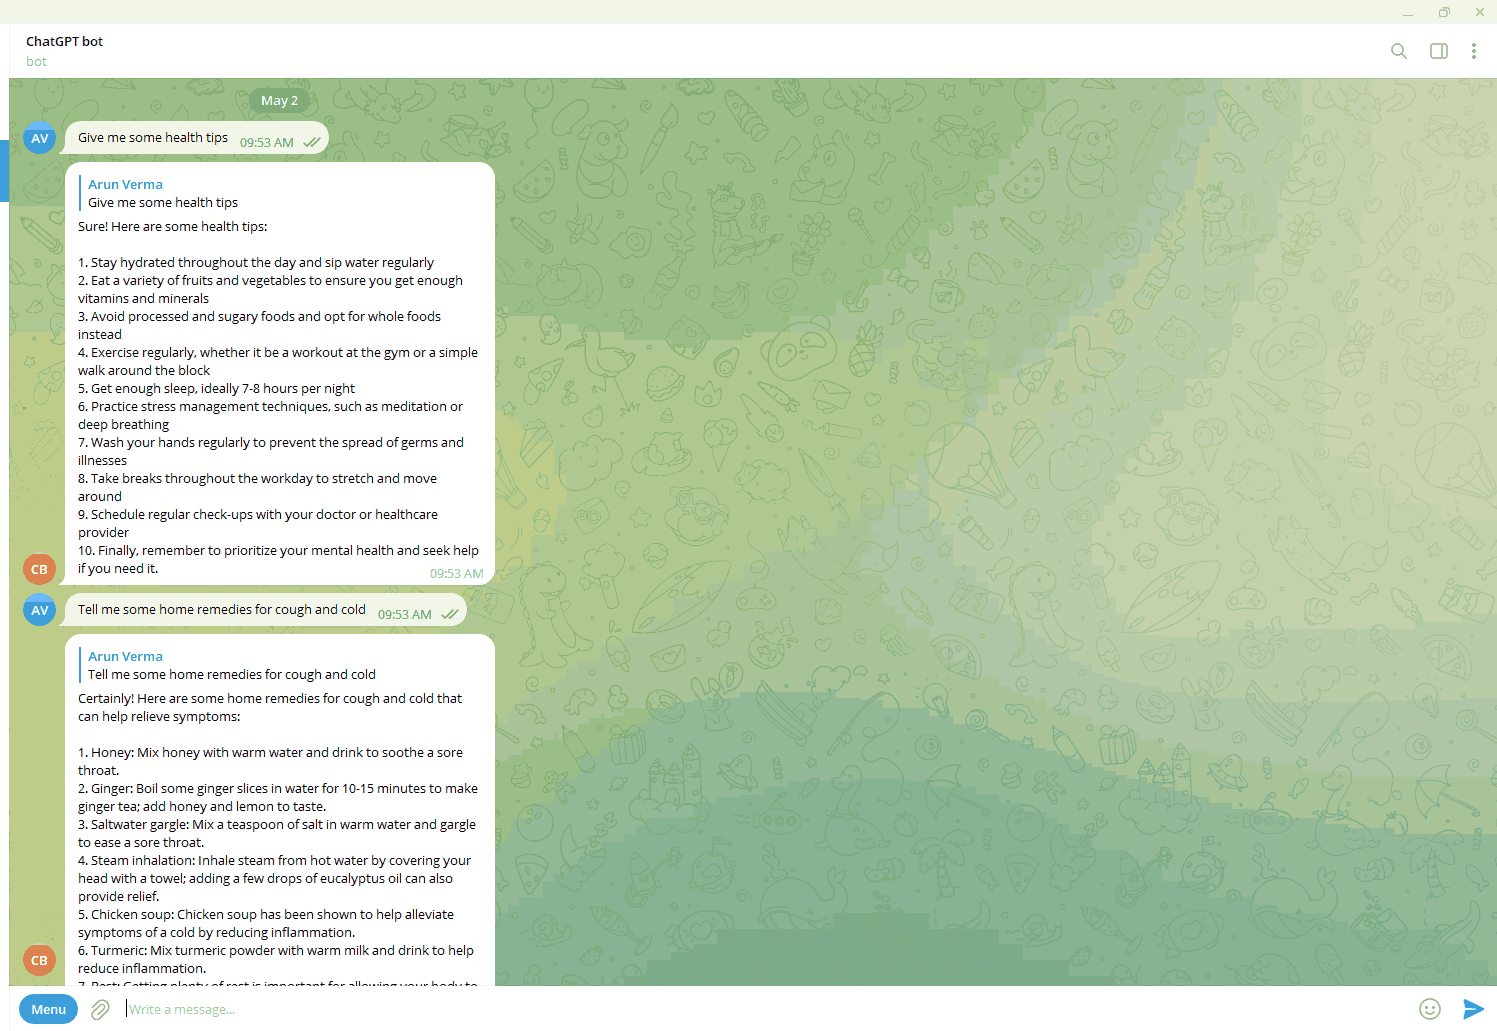 ChatGPT bot
bot
May 2
AV
Give me some health tips
09:53 AM
Arun Verma
Give me some health tips
Sure! Here are some health tips:
1. Stay hydrated throughout the day and sip water regularly
2. Eat a variety of fruits and vegetables to ensure you get enough
vitamins and minerals
3. Avoid processed and sugary foods and opt for whole foods
instead
4. Exercise regularly, whether it be a workout at the gym or a simple
walk around the block
5. Get enough sleep, ideally 7-8 hours per night
6. Practice stress management techniques, such as meditation or
deep breathing
7. Wash your hands regularly to prevent the spread of germs and
illnesses
8. Take breaks throughout the workday to stretch and move
around
9. Schedule regular check-ups with your doctor or healthcare
provider
10. Finally, remember to prioritize your mental health and seek help
if you need it.
09:53 AM
CB
AV
Tell me some home remedies for cough and cold
09:53 AM
Arun Verma
Tell me some home remedies for cough and cold
Certainly! Here are some home remedies for cough and cold that
can help relieve symptoms:
1. Honey: Mix honey with warm water and drink to soothe a sore
throat.
2. Ginger: Boil some ginger slices in water for 10-15 minutes to make
ginger tea; add honey and lemon to taste.
3. Saltwater gargle: Mix a teaspoon of salt in warm water and gargle
to ease a sore throat.
4. Steam inhalation: Inhale steam from hot water by covering your
head with a towel; adding a few drops of eucalyptus oil can also
provide relief.
5. Chicken soup: Chicken soup has been shown to help alleviate
symptoms of a cold by reducing inflammation.
6. Turmeric: Mix turmeric powder with warm milk and drink to help
reduce inflammation.
7. Rest: Getting plenty of rest is important for allowing your body to
CB
Menu
Write a message...